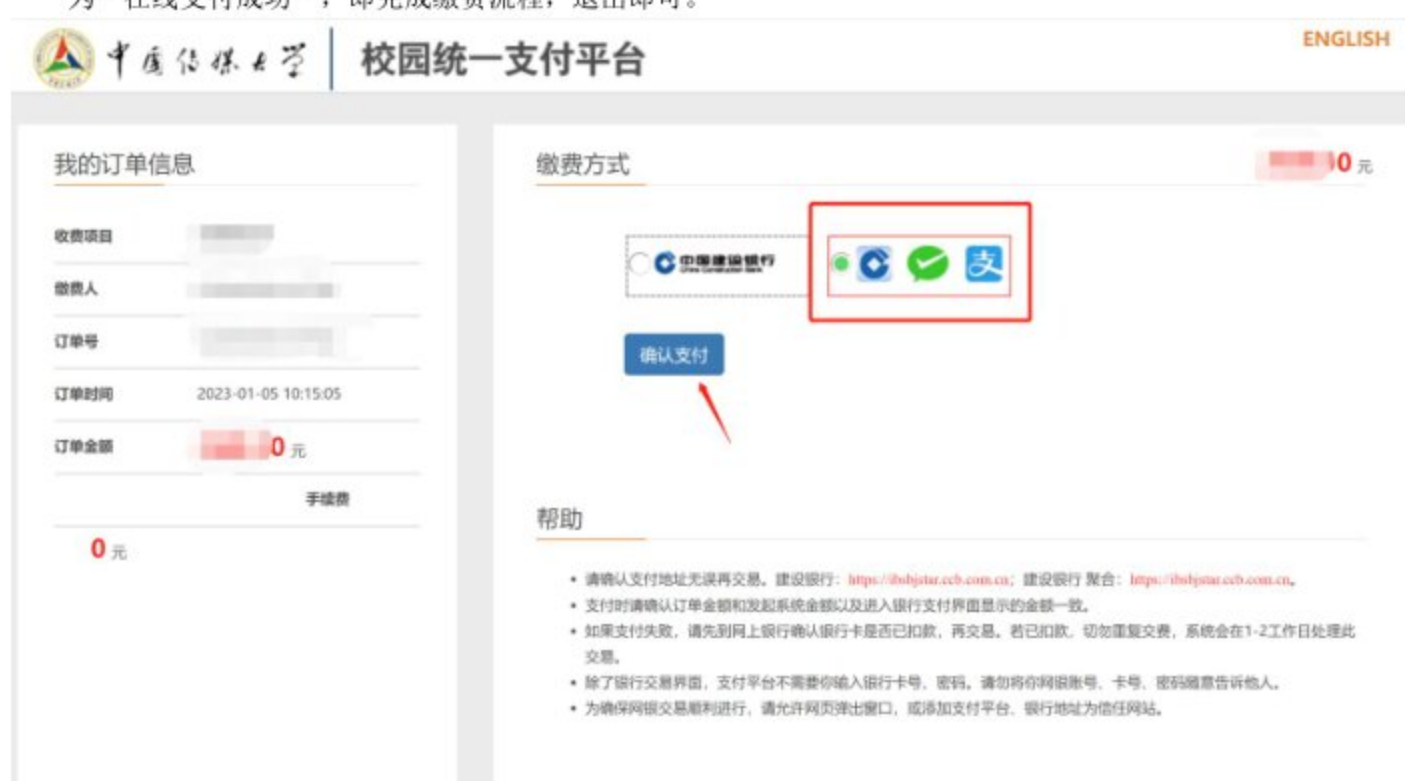 为“在线支付成功”，即完成缴费流程，退出即可。
中国传媒大学 校园统一支付平台
ENGLISH
我的订单信息
收费项目
缴费人
订单号
订单时间 2023-01-05 10:15:05
订单金额 0 元
手续费
0 元
缴费方式
0 元
中国建设银行
China Construction Bank
支
确认支付
帮助
• 请确认支付地址无误再交易。建设银行：https://ibsbjstar.ccb.com.cn；建设银行 聚合：https://ibsbjstar.ccb.com.cn。
• 支付时请确认订单金额和发起系统金额以及进入银行支付界面显示的金额一致。
• 如果支付失败，请先到网上银行确认银行卡是否已扣款，再交易。若已扣款，切勿重复交费，系统会在1-2工作日处理此
交易。
• 除了银行交易界面，支付平台不需要你输入银行卡号、密码。请勿将你网银账号、卡号、密码随意告诉他人。
• 为确保网银交易顺利进行，请允许网页弹出窗口，或添加支付平台、银行地址为信任网站。